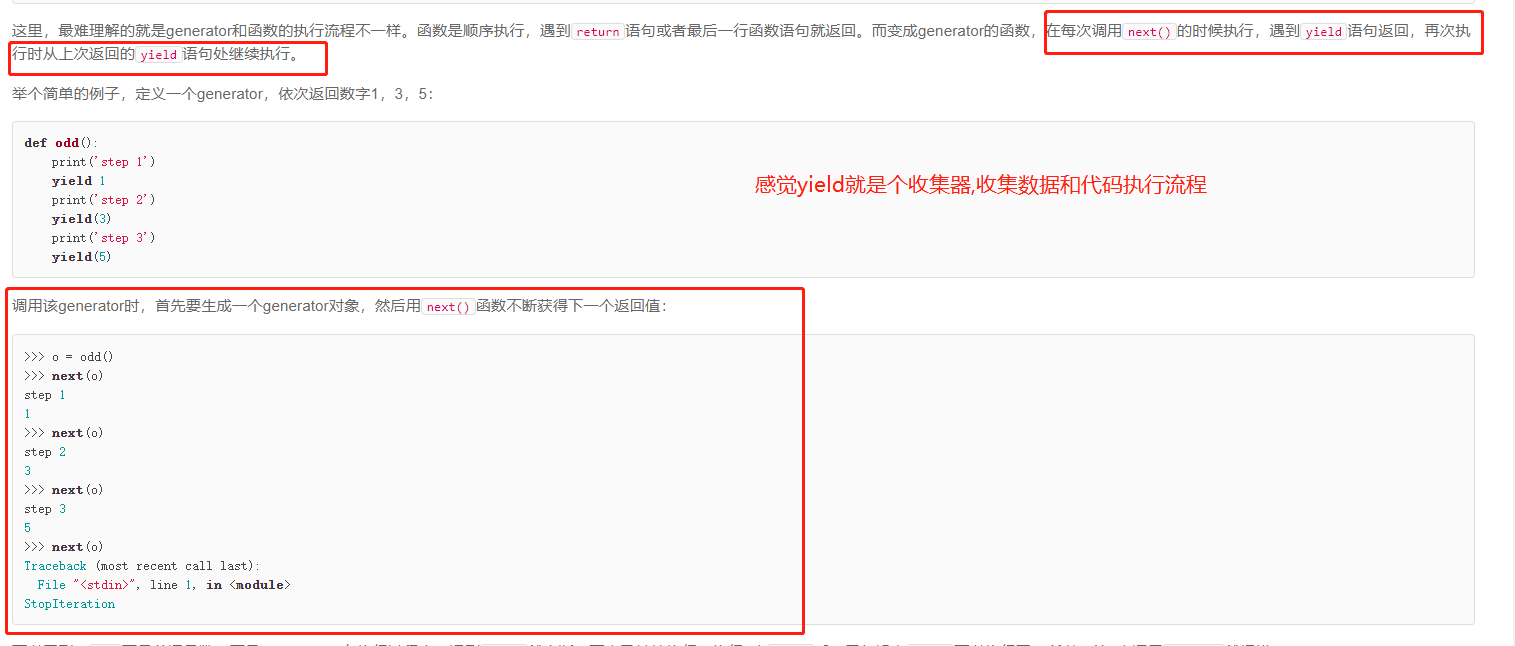 这里，最难理解的就是generator和函数的执行流程不一样。函数是顺序执行，遇到return语句或者最后一行函数语句就返回。而变成generator的函数，在每次调用next()的时候执行，遇到yield语句返回，再次执
行时从上次返回的yield语句处继续执行。
举个简单的例子，定义一个generator，依次返回数字1，3，5：
def odd():
    print('step 1')
    yield 1
    print('step 2')
    yield(3)
    print('step 3')
    yield(5)
感觉yield就是个收集器,收集数据和代码执行流程
调用该generator时，首先要生成一个generator对象，然后用next()函数不断获得下一个返回值：
>>> o = odd()
>>> next(o)
step 1
1
>>> next(o)
step 2
3
>>> next(o)
step 3
5
>>> next(o)
Traceback (most recent call last):
  File "<stdin>", line 1, in <module>
StopIteration